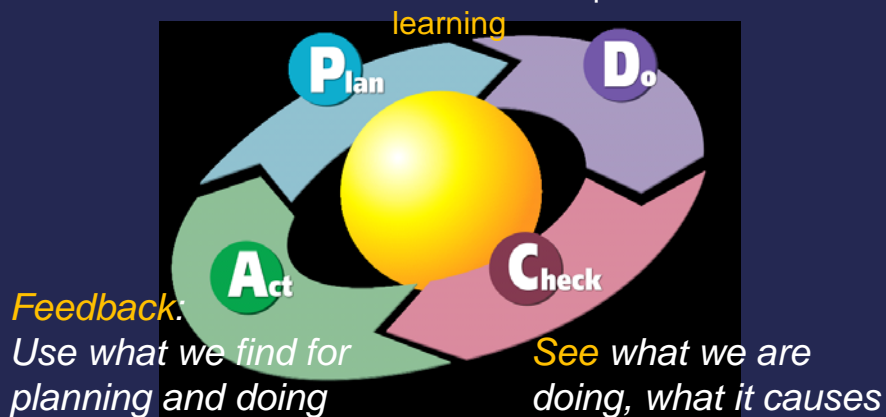 learning
Plan
Do
Act
Check
Feedback:
Use what we find for
planning and doing
See what we are
doing, what it causes